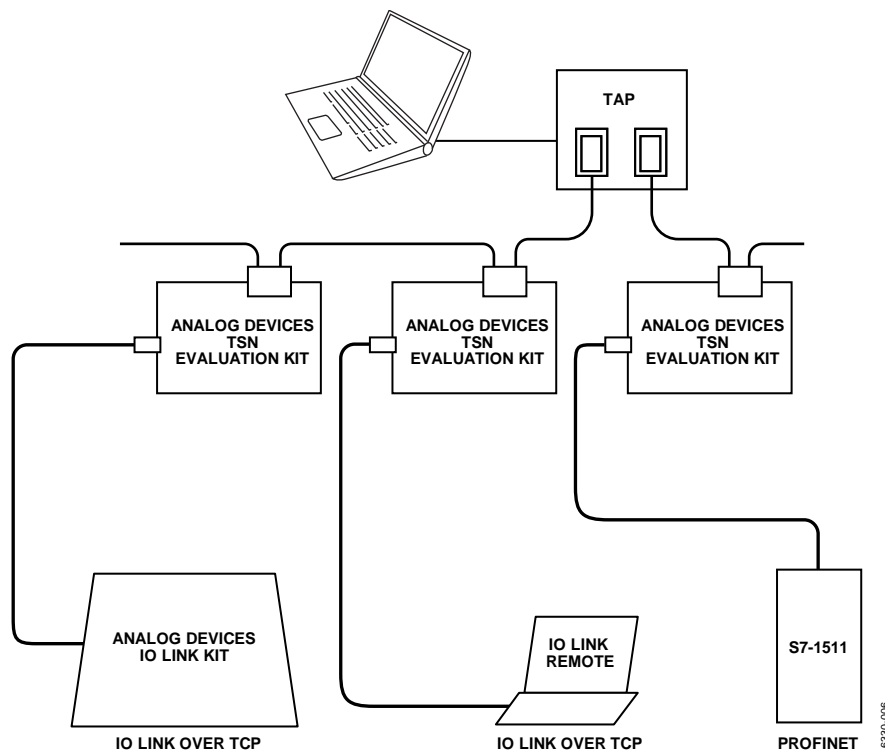 TAP
ANALOG DEVICES
TSN
EVALUATION KIT
ANALOG DEVICES
TSN
EVALUATION KIT
ANALOG DEVICES
TSN
EVALUATION KIT
ANALOG DEVICES
IO LINK KIT
IO LINK
REMOTE
S7-1511
IO LINK OVER TCP
IO LINK OVER TCP
PROFINET